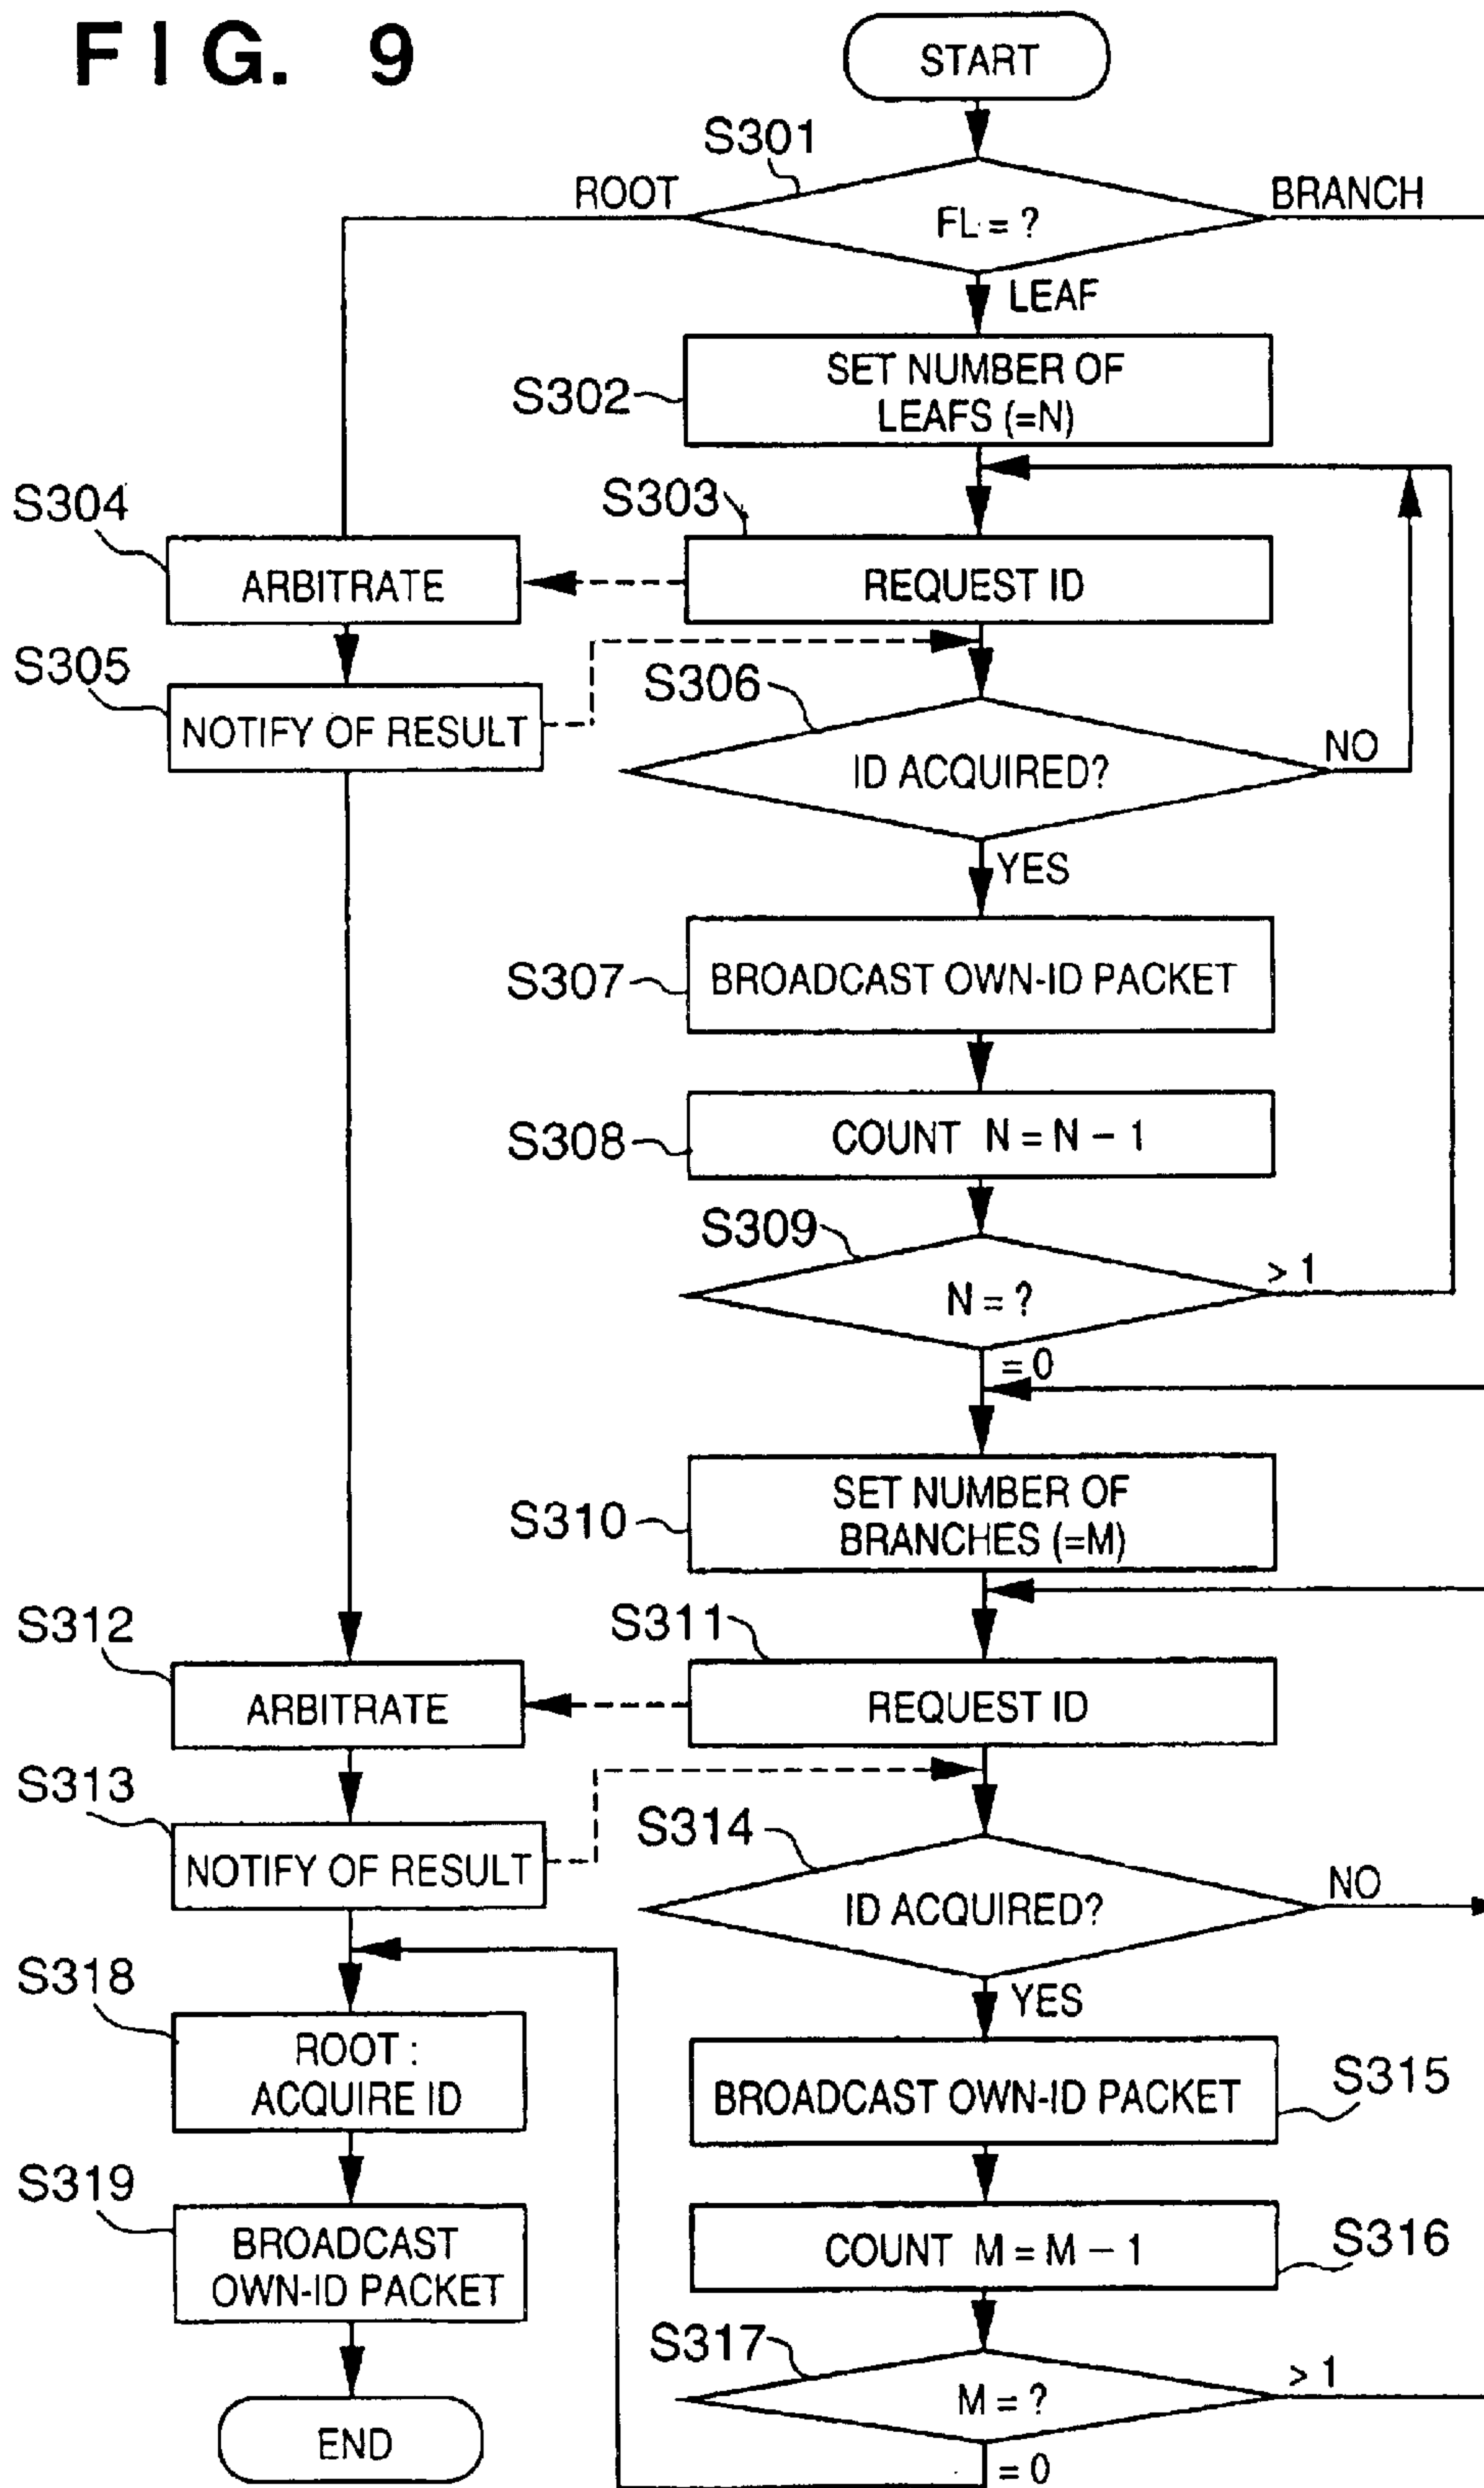 FIG. 9
START
S301
ROOT
BRANCH
FL = ?
LEAF
S302
SET NUMBER OF
LEAFS (=N)
S304
S303
ARBITRATE
REQUEST ID
S305
S306
NOTIFY OF RESULT
NO
ID ACQUIRED?
YES
S307
BROADCAST OWN-ID PACKET
S308
COUNT N = N – 1
S309
> 1
N = ?
= 0
S310
SET NUMBER OF
BRANCHES (=M)
S312
S311
ARBITRATE
REQUEST ID
S313
S314
NOTIFY OF RESULT
NO
ID ACQUIRED?
S318
YES
ROOT :
ACQUIRE ID
BROADCAST OWN-ID PACKET
S315
S319
BROADCAST
OWN-ID PACKET
COUNT M = M – 1
S316
S317
> 1
M = ?
END
= 0